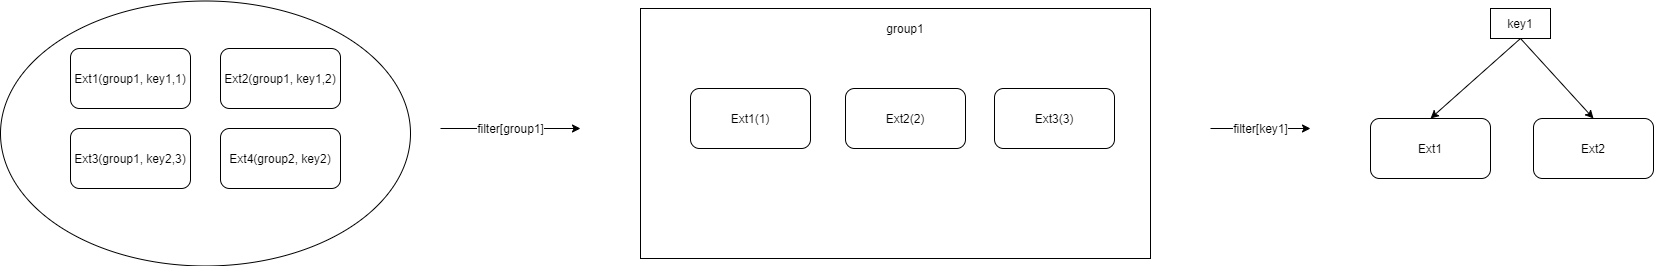 Ext1(group1, key1,1)
Ext2(group1, key1,2)
Ext3(group1, key2,3)
Ext4(group2, key2)
filter[group1]
group1
Ext1(1)
Ext2(2)
Ext3(3)
filter[key1]
key1
Ext1
Ext2